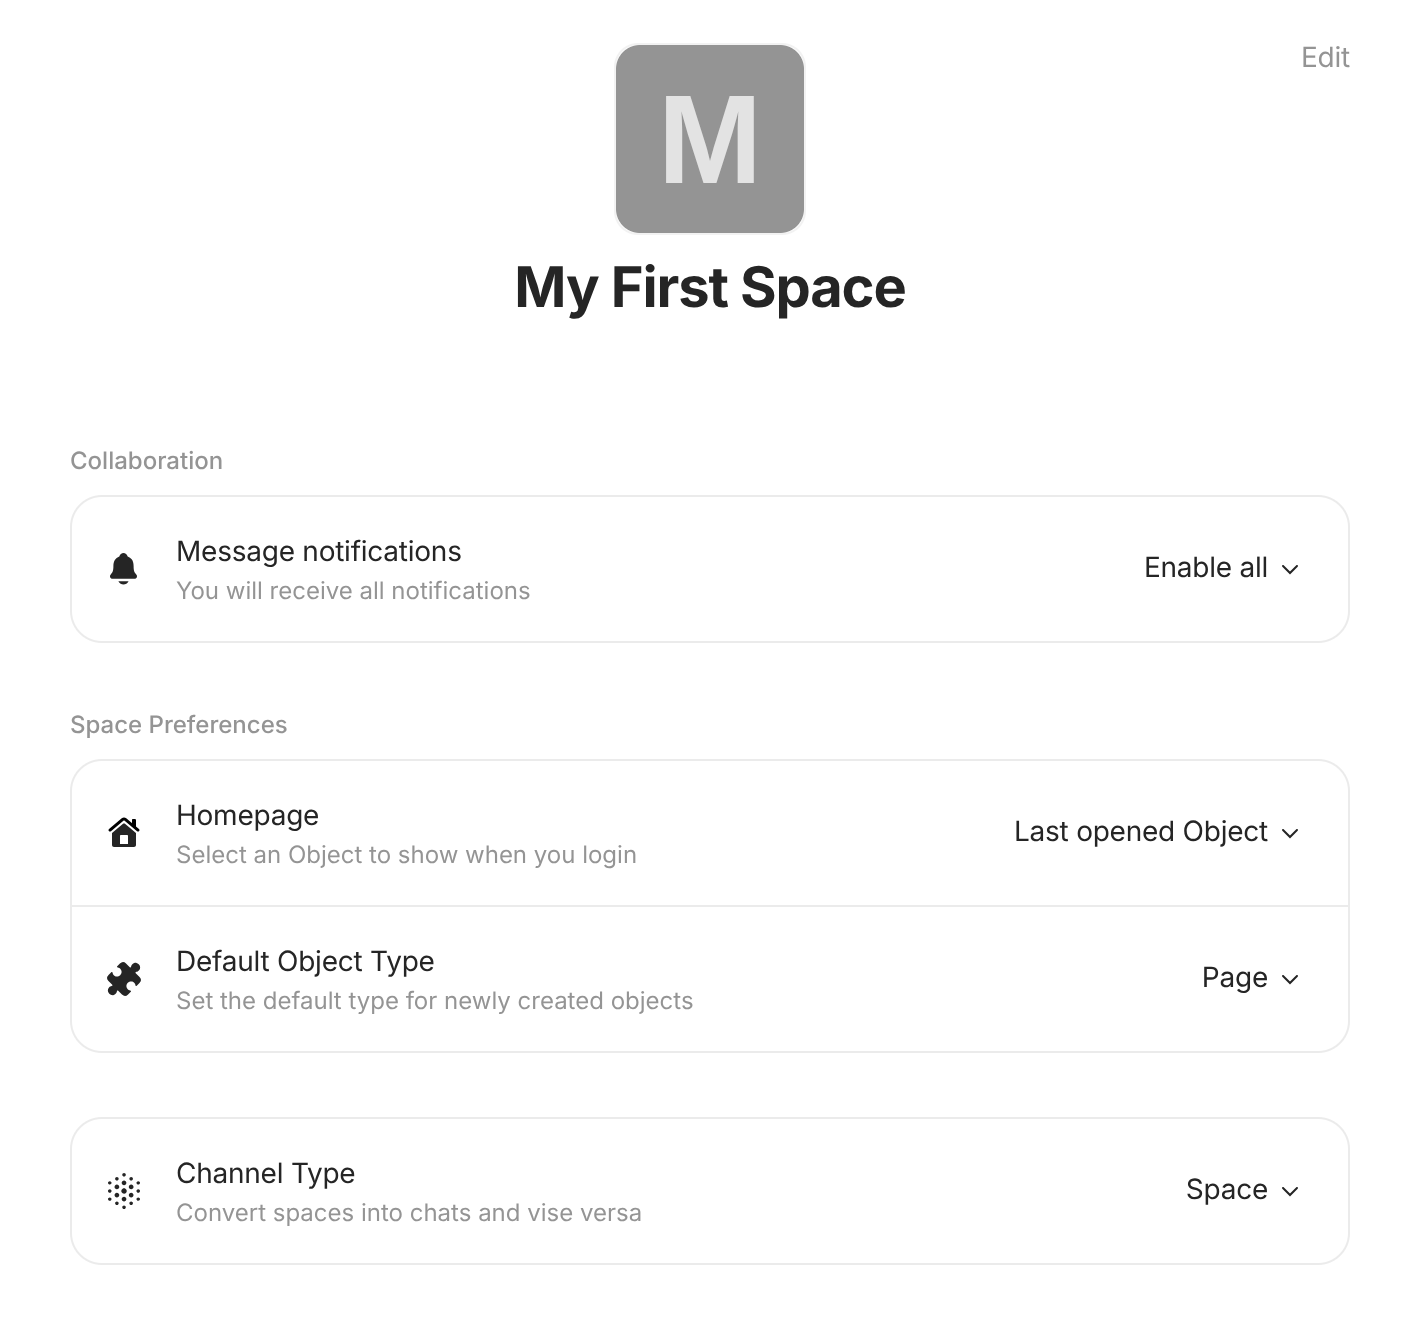 Edit
M
My First Space
Collaboration
Message notifications
You will receive all notifications
Enable all
Space Preferences
Homepage
Select an Object to show when you login
Last opened Object
Default Object Type
Set the default type for newly created objects
Page
Channel Type
Convert spaces into chats and vise versa
Space